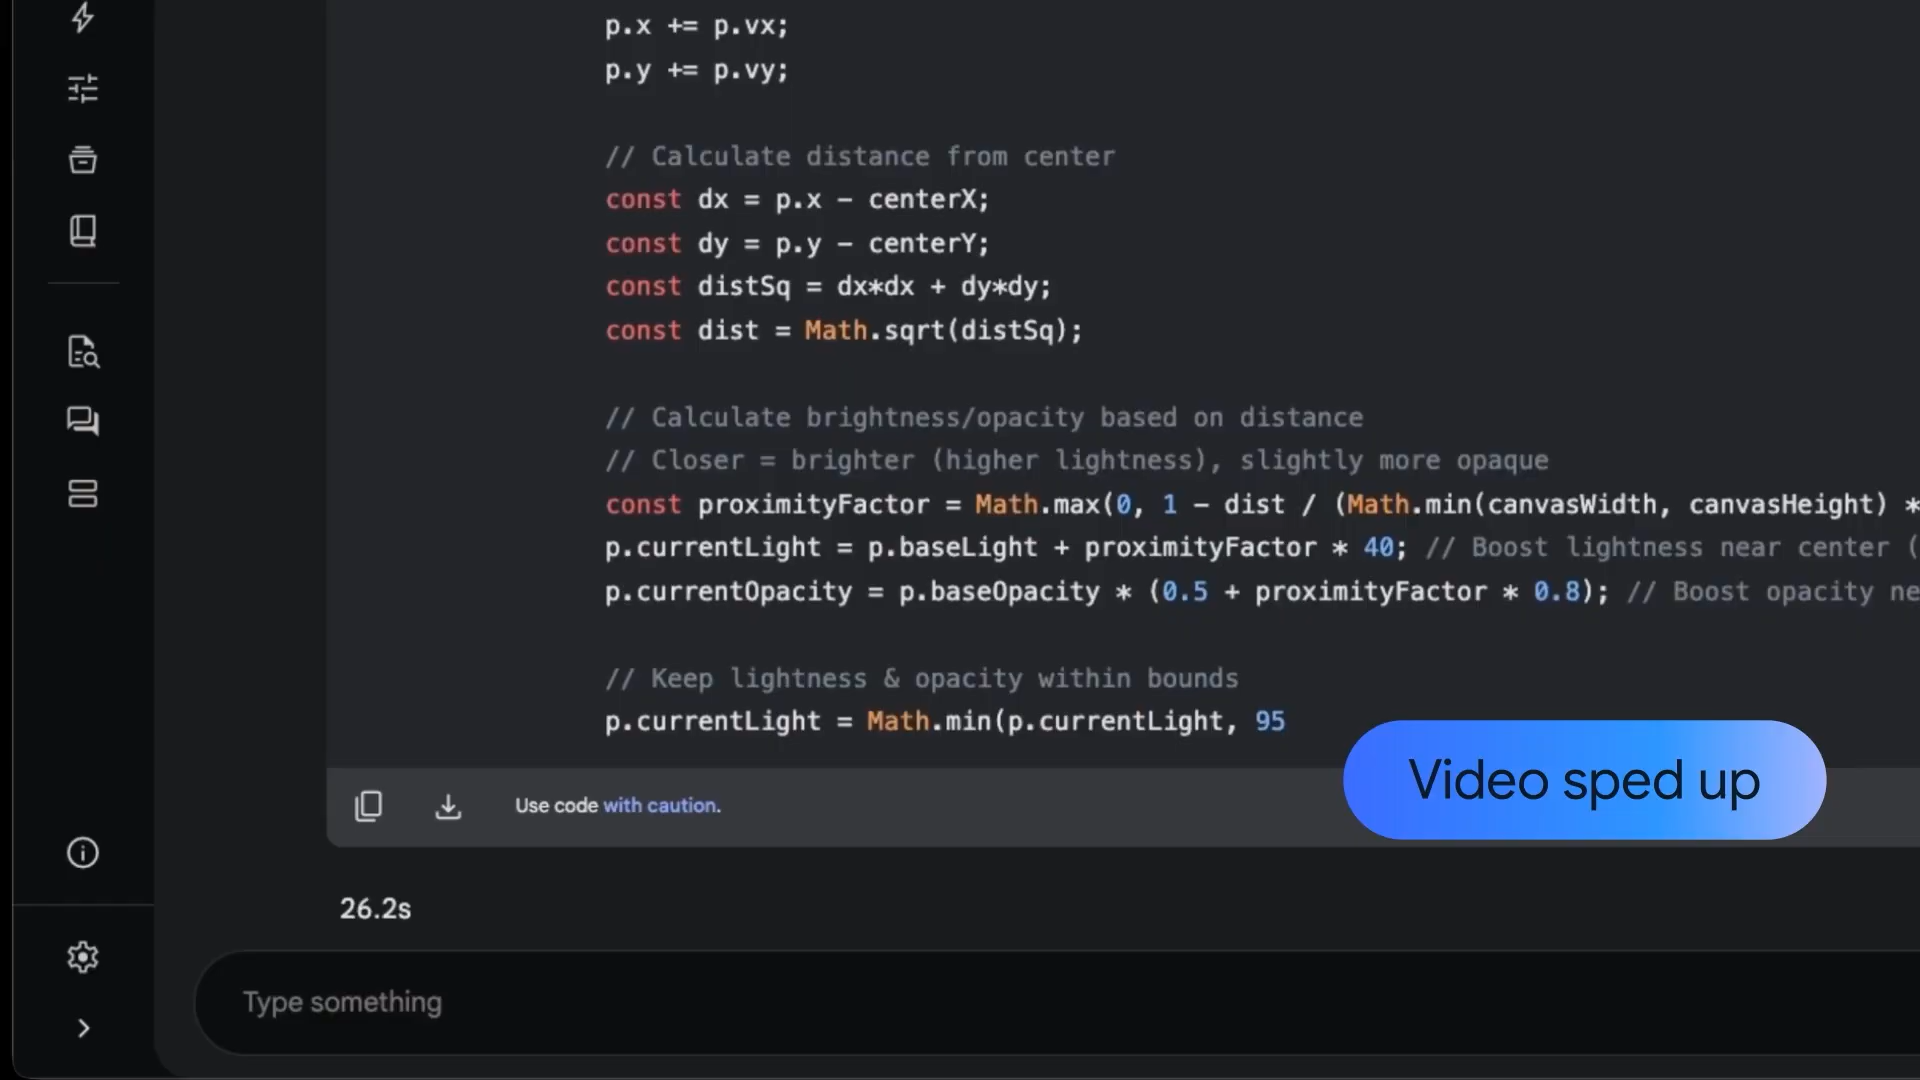 p.x += p.vx;
p.y += p.vy;
// Calculate distance from center
const dx = p.x - centerX;
const dy = p.y - centerY;
const distSq = dx*dx + dy*dy;
const dist = Math.sqrt(distSq);
// Calculate brightness/opacity based on distance
// Closer = brighter (higher lightness), slightly more opaque
const proximityFactor = Math.max(0, 1 - dist / (Math.min(canvasWidth, canvasHeight) *
p.currentLight = p.baseLight + proximityFactor * 40; // Boost lightness near center (
p.currentOpacity = p.baseOpacity * (0.5 + proximityFactor * 0.8); // Boost opacity ne
// Keep lightness & opacity within bounds
p.currentLight = Math.min(p.currentLight, 95
Video sped up
Use code with caution.
26.2s
Type something